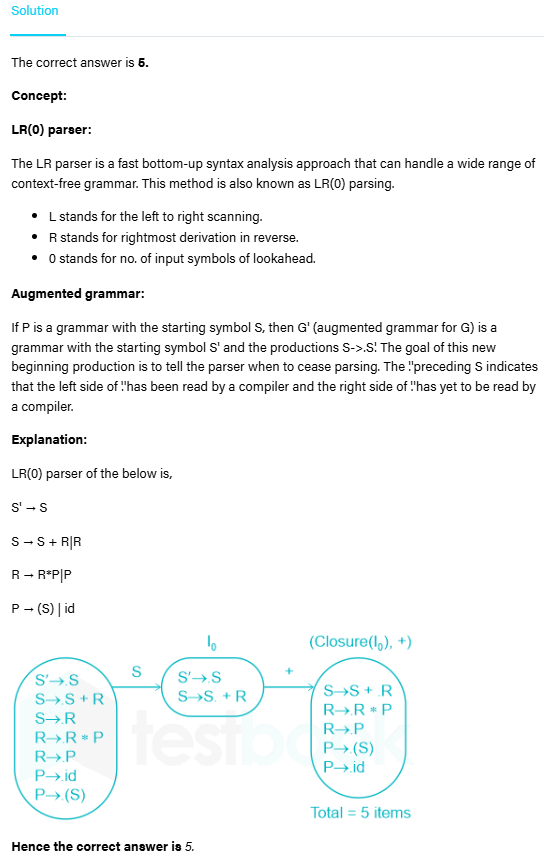 Solution
The correct answer is 5.
Concept:
LR(0) parser:
The LR parser is a fast bottom-up syntax analysis approach that can handle a wide range of
context-free grammar. This method is also known as LR(0) parsing.
• L stands for the left to right scanning.
• R stands for rightmost derivation in reverse.
• 0 stands for no. of input symbols of lookahead.
Augmented grammar:
If P is a grammar with the starting symbol S, then G' (augmented grammar for G) is a
grammar with the starting symbol S' and the productions S->.S'. The goal of this new
beginning production is to tell the parser when to cease parsing. The '.''preceding S indicates
that the left side of '.''has been read by a compiler and the right side of '.''has yet to be read by
a compiler.
Explanation:
LR(0) parser of the below is,
S' → S
S → S + R|R
R → R*P|P
P → (S) | id
I₀
(Closure(I₀), +)
S'→.S
S→.S + R
S→.R
R→.R * P
R→.P
P→.id
P→.(S)
S
S'→.S
S→S. + R
+
S→S + .R
R→.R * P
R→.P
P→.(S)
P→.id
Total = 5 items
testbook
Hence the correct answer is 5.